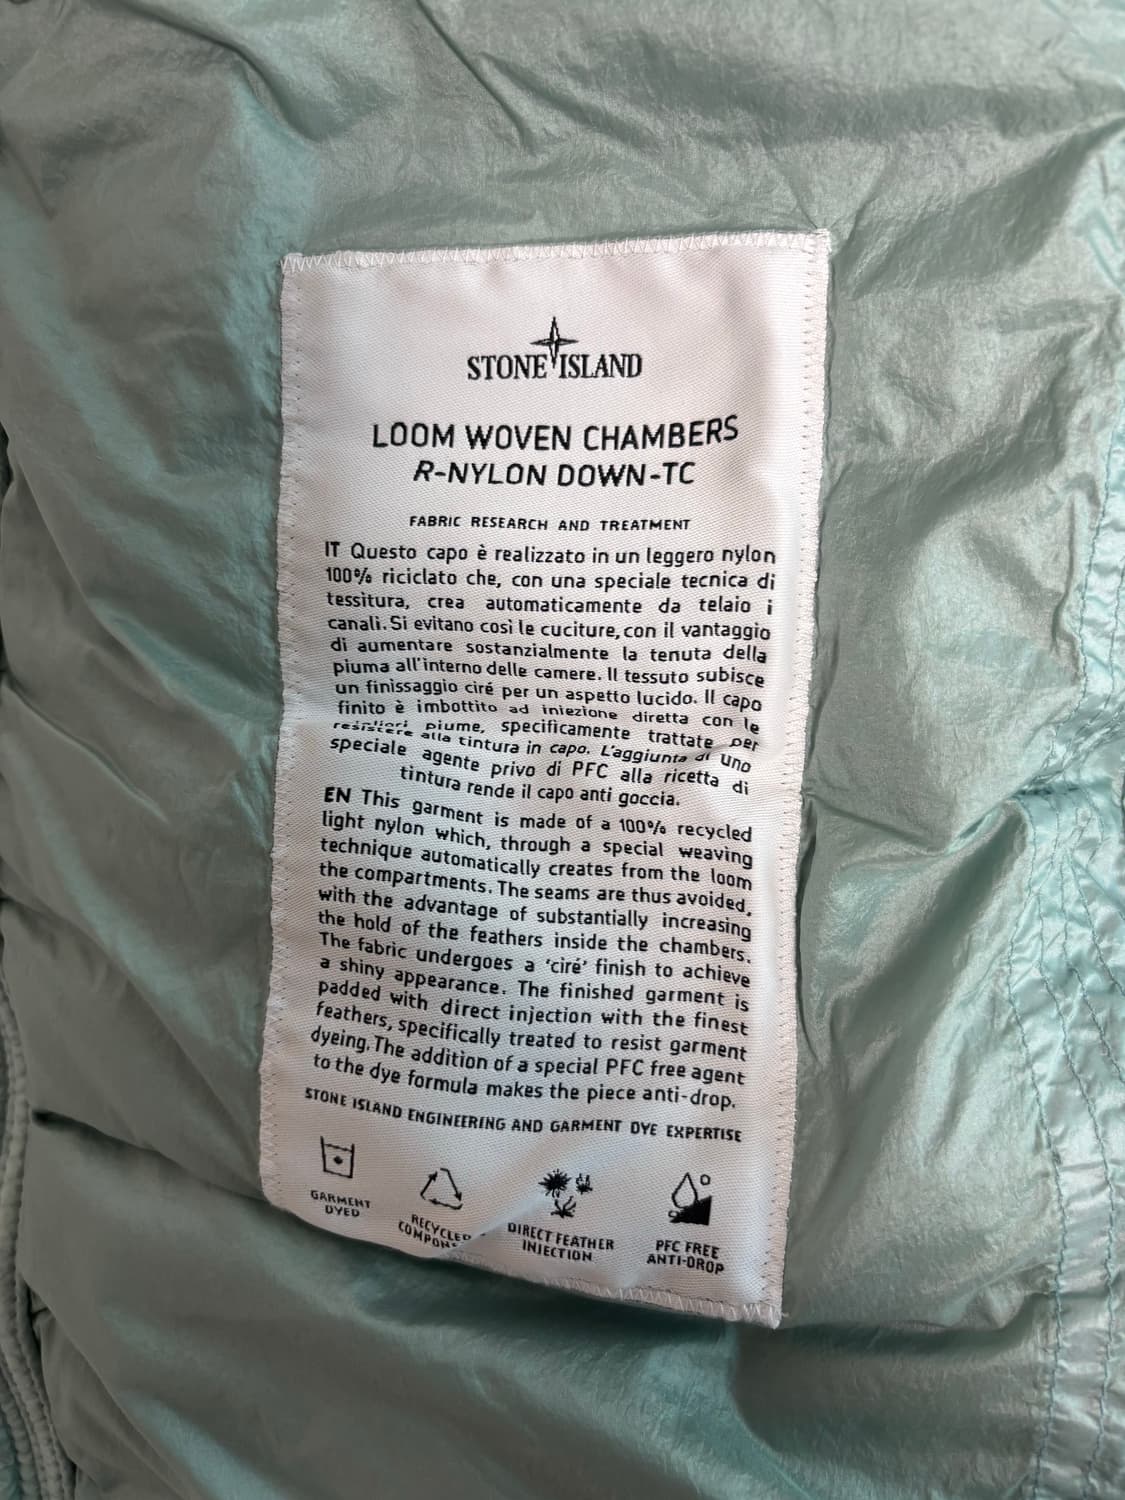 STONE ISLAND
LOOM WOVEN CHAMBERS
R-NYLON DOWN-TC
FABRIC RESEARCH AND TREATMENT
IT Questo capo è realizzato in un leggero nylon
100% riciclato che, con una speciale tecnica di
tessitura, crea automaticamente da telaio i
canali. Si evitano così le cuciture, con il vantaggio
di aumentare sostanzialmente la tenuta della
piuma all'interno delle camere. Il tessuto subisce
un finissaggio ciré per un aspetto lucido. Il capo
finito è imbottito ad iniezione diretta con le
piume, specificamente trattate per
resistere alla tintura in capo. L'aggiunta di uno
speciale agente privo di PFC alla ricetta di
tintura rende il capo anti goccia.
EN This garment is made of a 100% recycled
light nylon which, through a special weaving
technique automatically creates from the loom
the compartments. The seams are thus avoided,
with the advantage of substantially increasing
the hold of the feathers inside the chambers.
The fabric undergoes a 'ciré' finish to achieve
a shiny appearance. The finished garment is
padded with direct injection with the finest
feathers, specifically treated to resist garment
dyeing. The addition of a special PFC free agent
to the dye formula makes the piece anti-drop.
STONE ISLAND ENGINEERING AND GARMENT DYE EXPERTISE
GARMENT
DYED
RECYCLED
DIRECT FEATHER
INJECTION
PFC FREE
ANTI-DROP